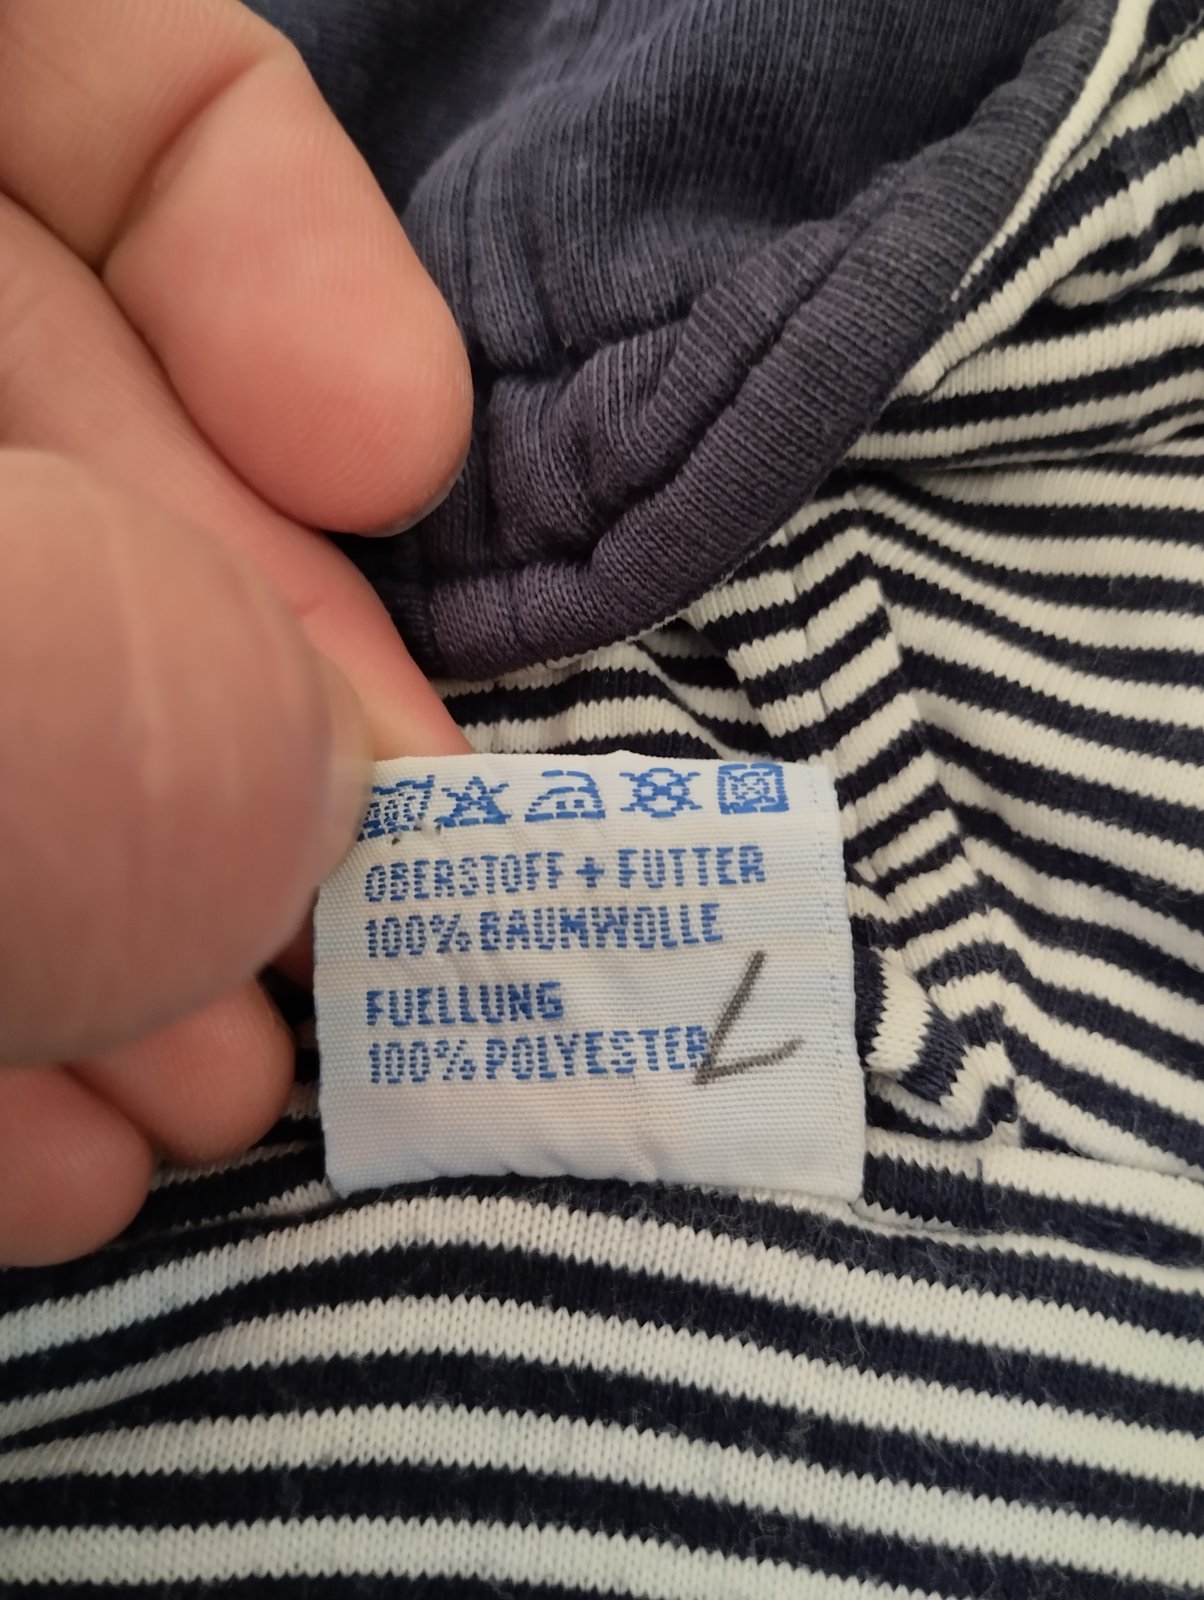 OBERSTOFF + FUTTER
100% BAUMWOLLE
FUELLUNG
100% POLYESTER